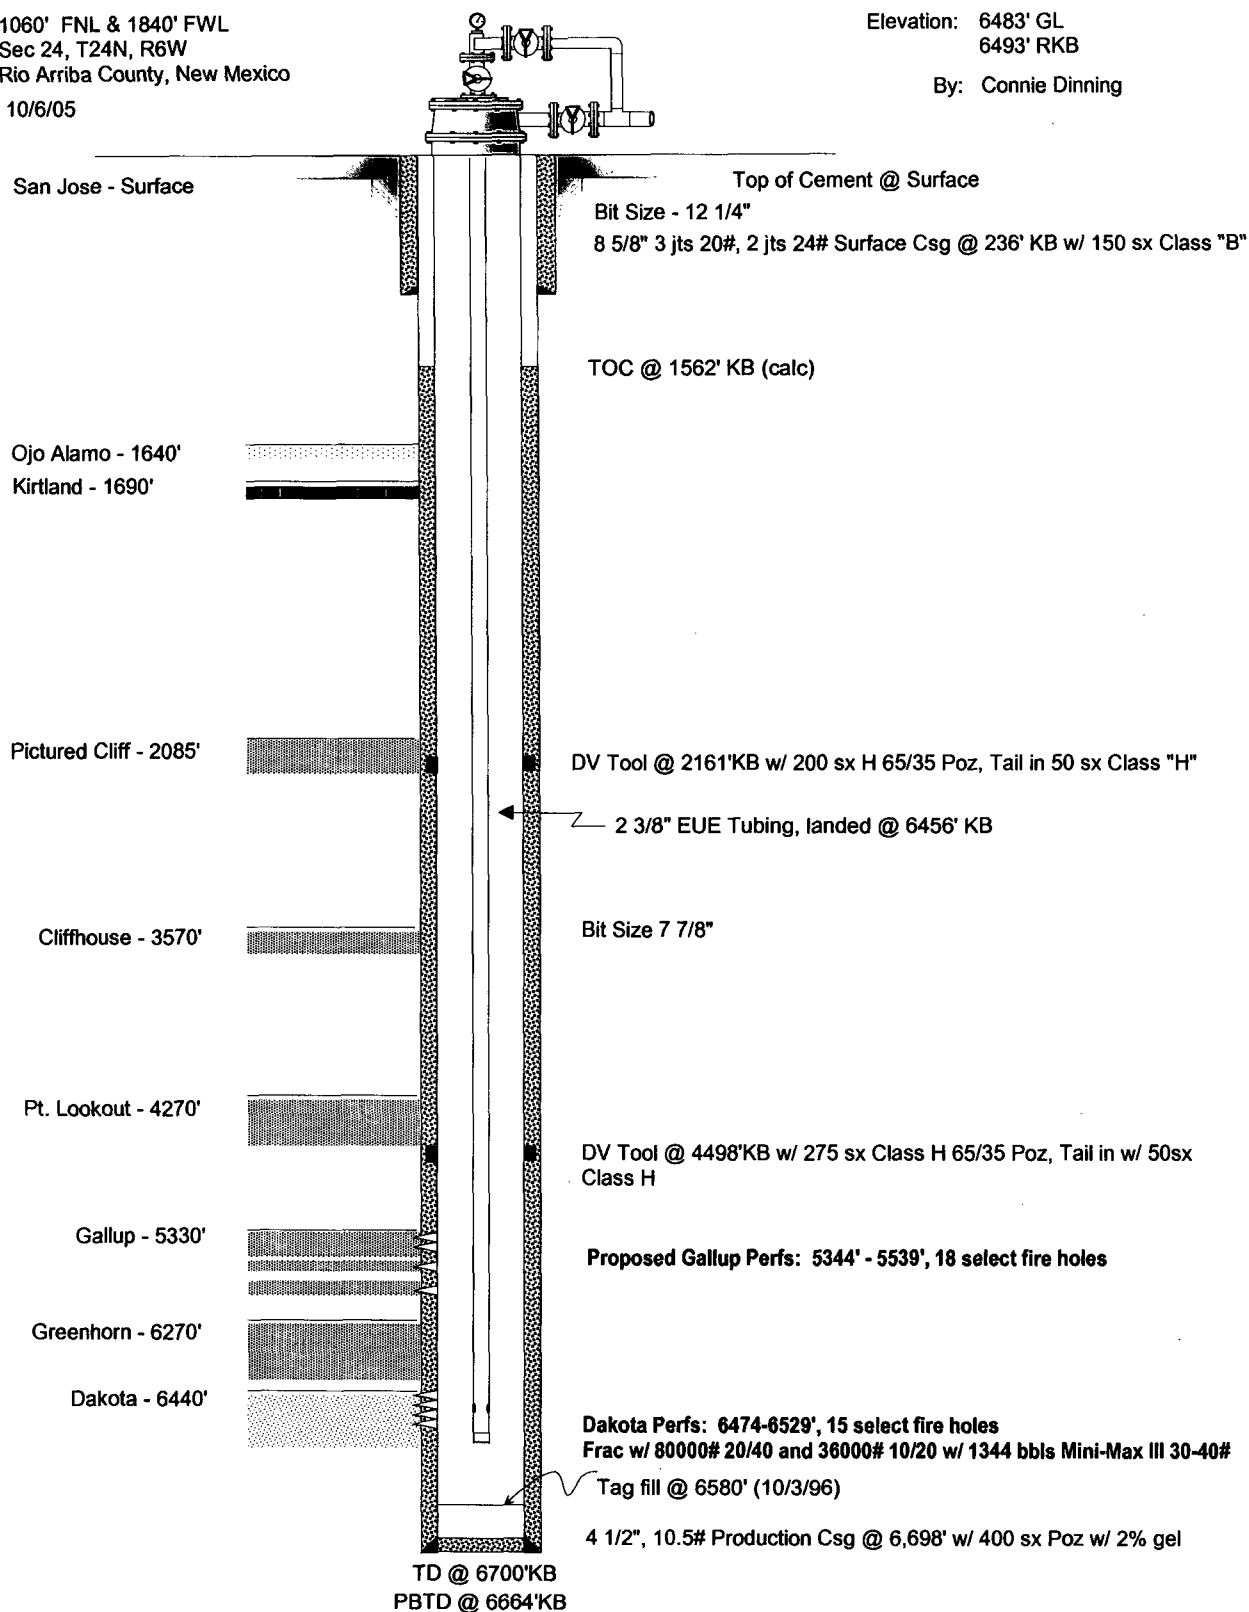 1060' FNL & 1840' FWL
Sec 24, T24N, R6W
Rio Arriba County, New Mexico
10/6/05
Elevation: 6483' GL
6493' RKB
By: Connie Dinning
San Jose - Surface
Top of Cement @ Surface
Bit Size - 12 1/4"
8 5/8" 3 jts 20#, 2 jts 24# Surface Csg @ 236' KB w/ 150 sx Class "B"
TOC @ 1562' KB (calc)
Ojo Alamo - 1640'
Kirtland - 1690'
Pictured Cliff - 2085'
DV Tool @ 2161'KB w/ 200 sx H 65/35 Poz, Tail in 50 sx Class "H"
2 3/8" EUE Tubing, landed @ 6456' KB
Cliffhouse - 3570'
Bit Size 7 7/8"
Pt. Lookout - 4270'
DV Tool @ 4498'KB w/ 275 sx Class H 65/35 Poz, Tail in w/ 50sx
Class H
Gallup - 5330'
Proposed Gallup Perfs: 5344' - 5539', 18 select fire holes
Greenhorn - 6270'
Dakota - 6440'
Dakota Perfs: 6474-6529', 15 select fire holes
Frac w/ 80000# 20/40 and 36000# 10/20 w/ 1344 bbls Mini-Max III 30-40#
Tag fill @ 6580' (10/3/96)
4 1/2", 10.5# Production Csg @ 6,698' w/ 400 sx Poz w/ 2% gel
TD @ 6700'KB
PBTD @ 6664'KB